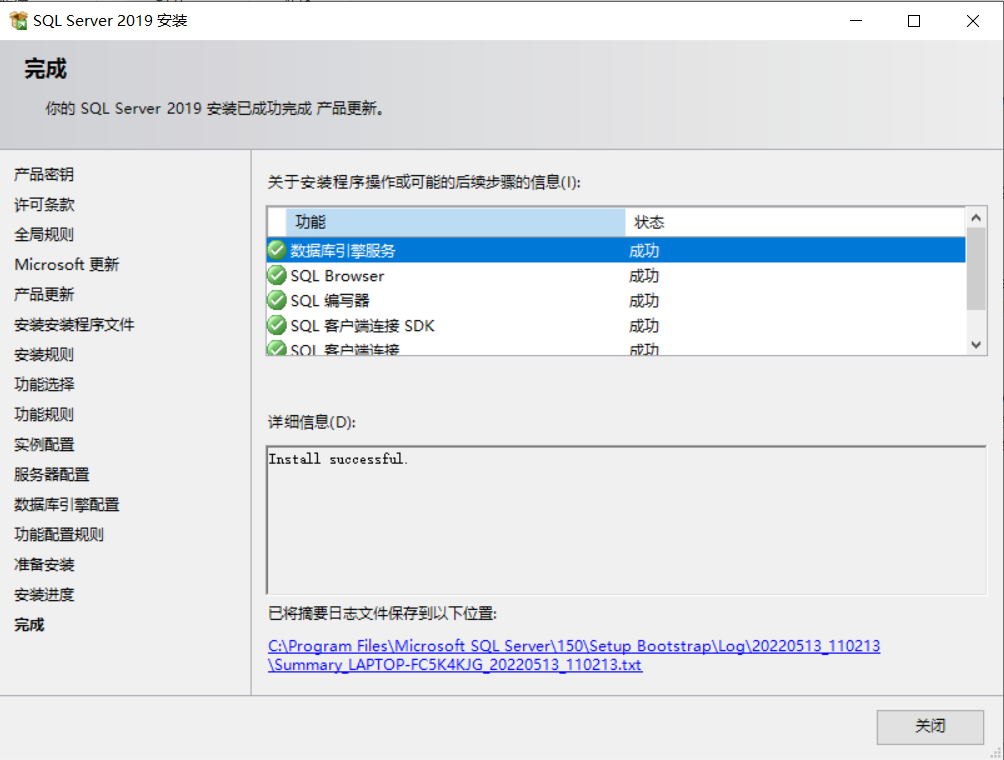 SQL Server 2019 安装
完成
你的 SQL Server 2019 安装已成功完成 产品更新。
产品密钥
许可条款
全局规则
Microsoft 更新
产品更新
安装安装程序文件
安装规则
功能选择
功能规则
实例配置
服务器配置
数据库引擎配置
功能配置规则
准备安装
安装进度
完成
关于安装程序操作或可能的后续步骤的信息(I):
功能 状态
数据库引擎服务 成功
SQL Browser 成功
SQL 编写器 成功
SQL 客户端连接 SDK 成功
SQL 客户端连接 成功
详细信息(D):
Install successful.
已将摘要日志文件保存到以下位置:
C:\Program Files\Microsoft SQL Server\150\Setup Bootstrap\Log\20220513_110213
\Summary_LAPTOP-FC5K4KJG_20220513_110213.txt
关闭